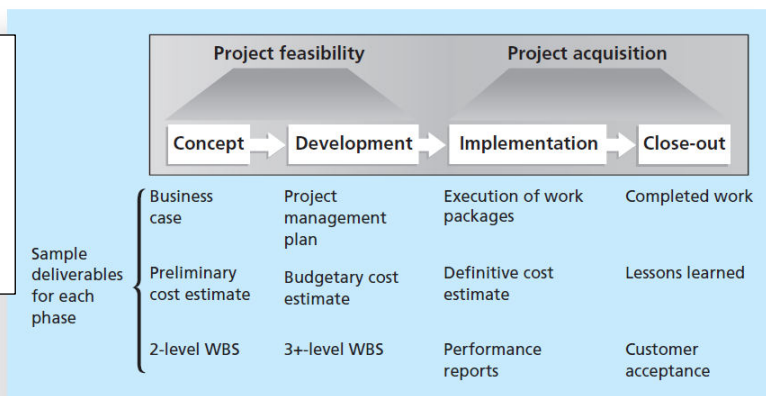 Project feasibility
Project acquisition
Concept
Development
Implementation
Close-out
Sample
deliverables
for each
phase
Business
case
Project
management
plan
Execution of work
packages
Completed work
Preliminary
cost estimate
Budgetary cost
estimate
Definitive cost
estimate
Lessons learned
2-level WBS
3+-level WBS
Performance
reports
Customer
acceptance